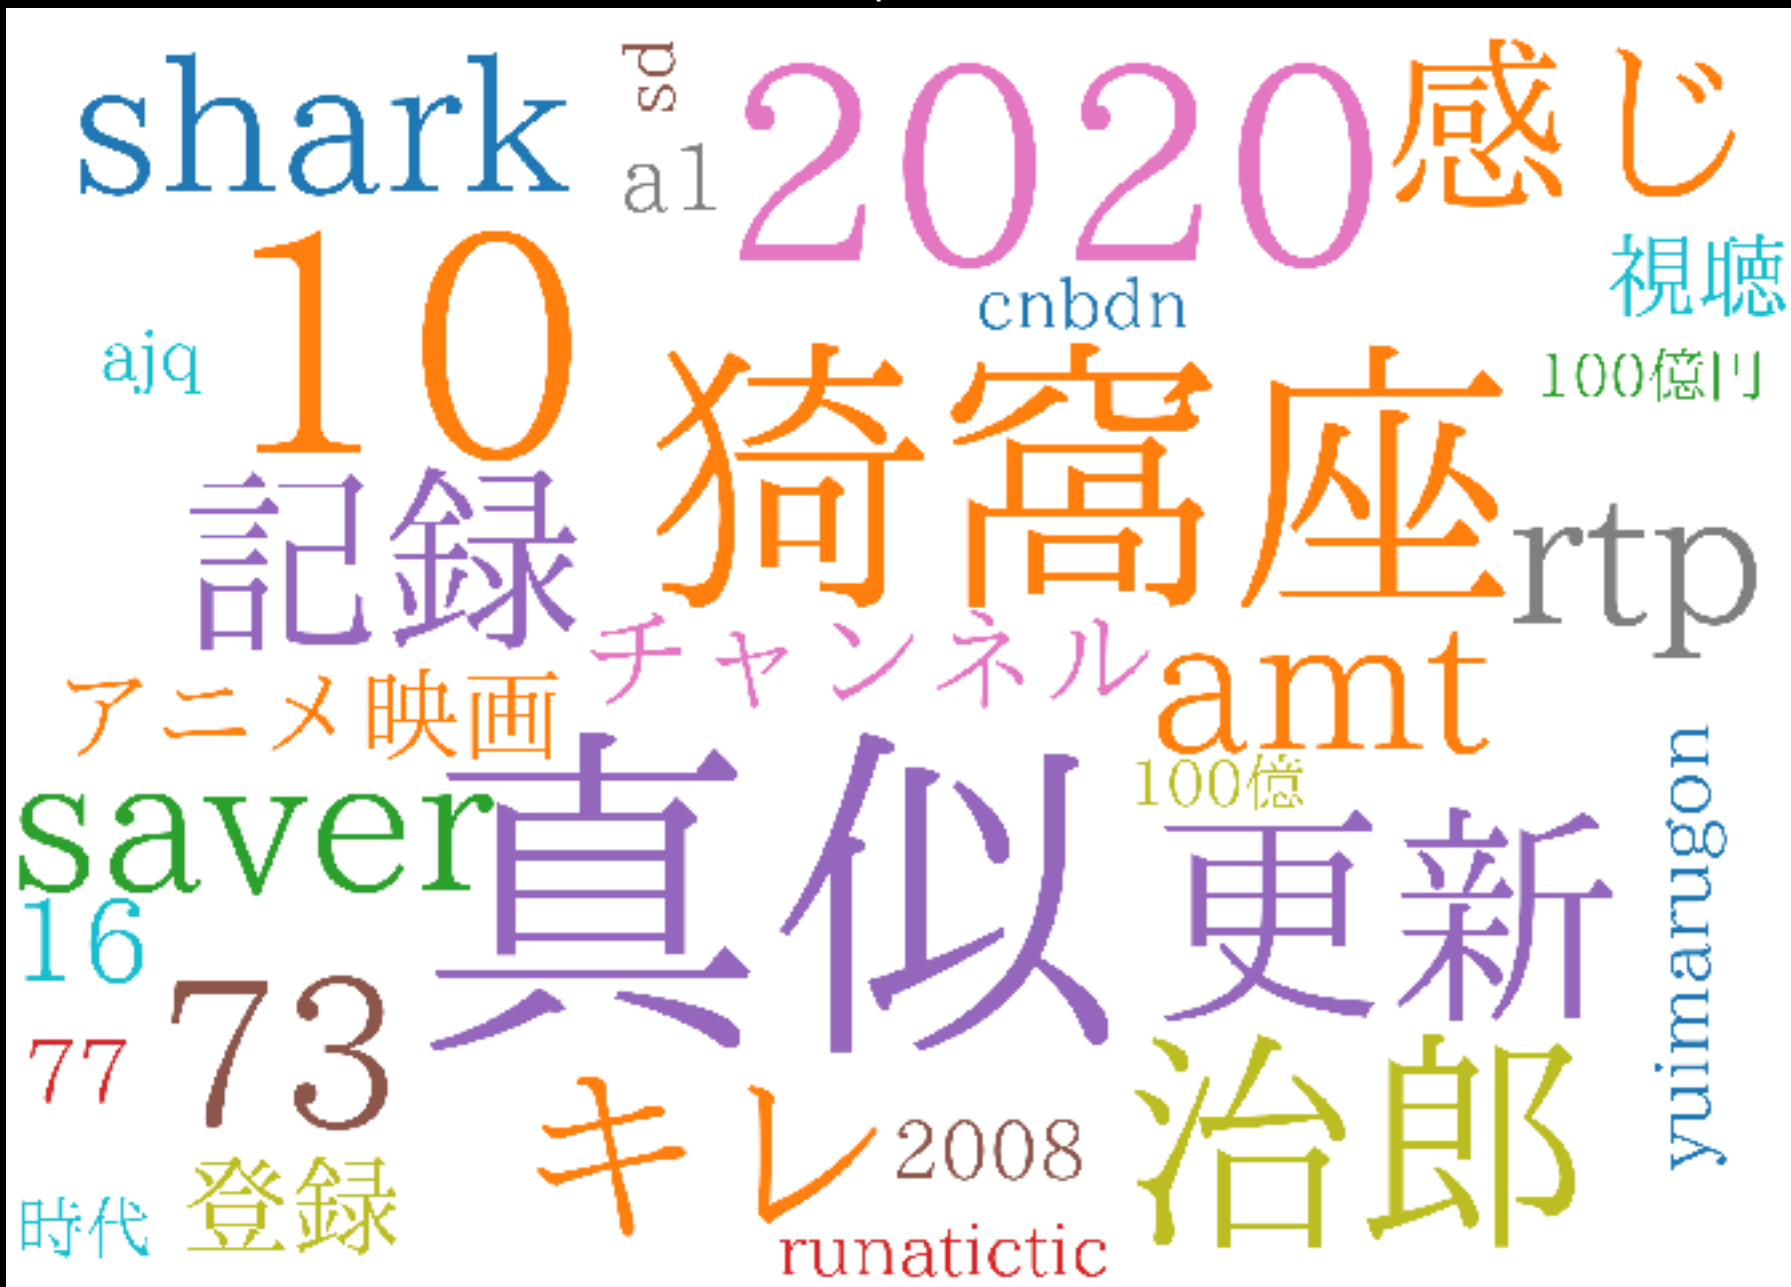 shark
sd
a1
2020
感じ
視聴
10
cnbdn
ajq
100億円
猗窩座
記録
rtp
チャンネル
amt
アニメ映画
100億
saver
真似
更新
yuimarugon
16
73
77
治郎
キレ
2008
登録
時代
runatictic